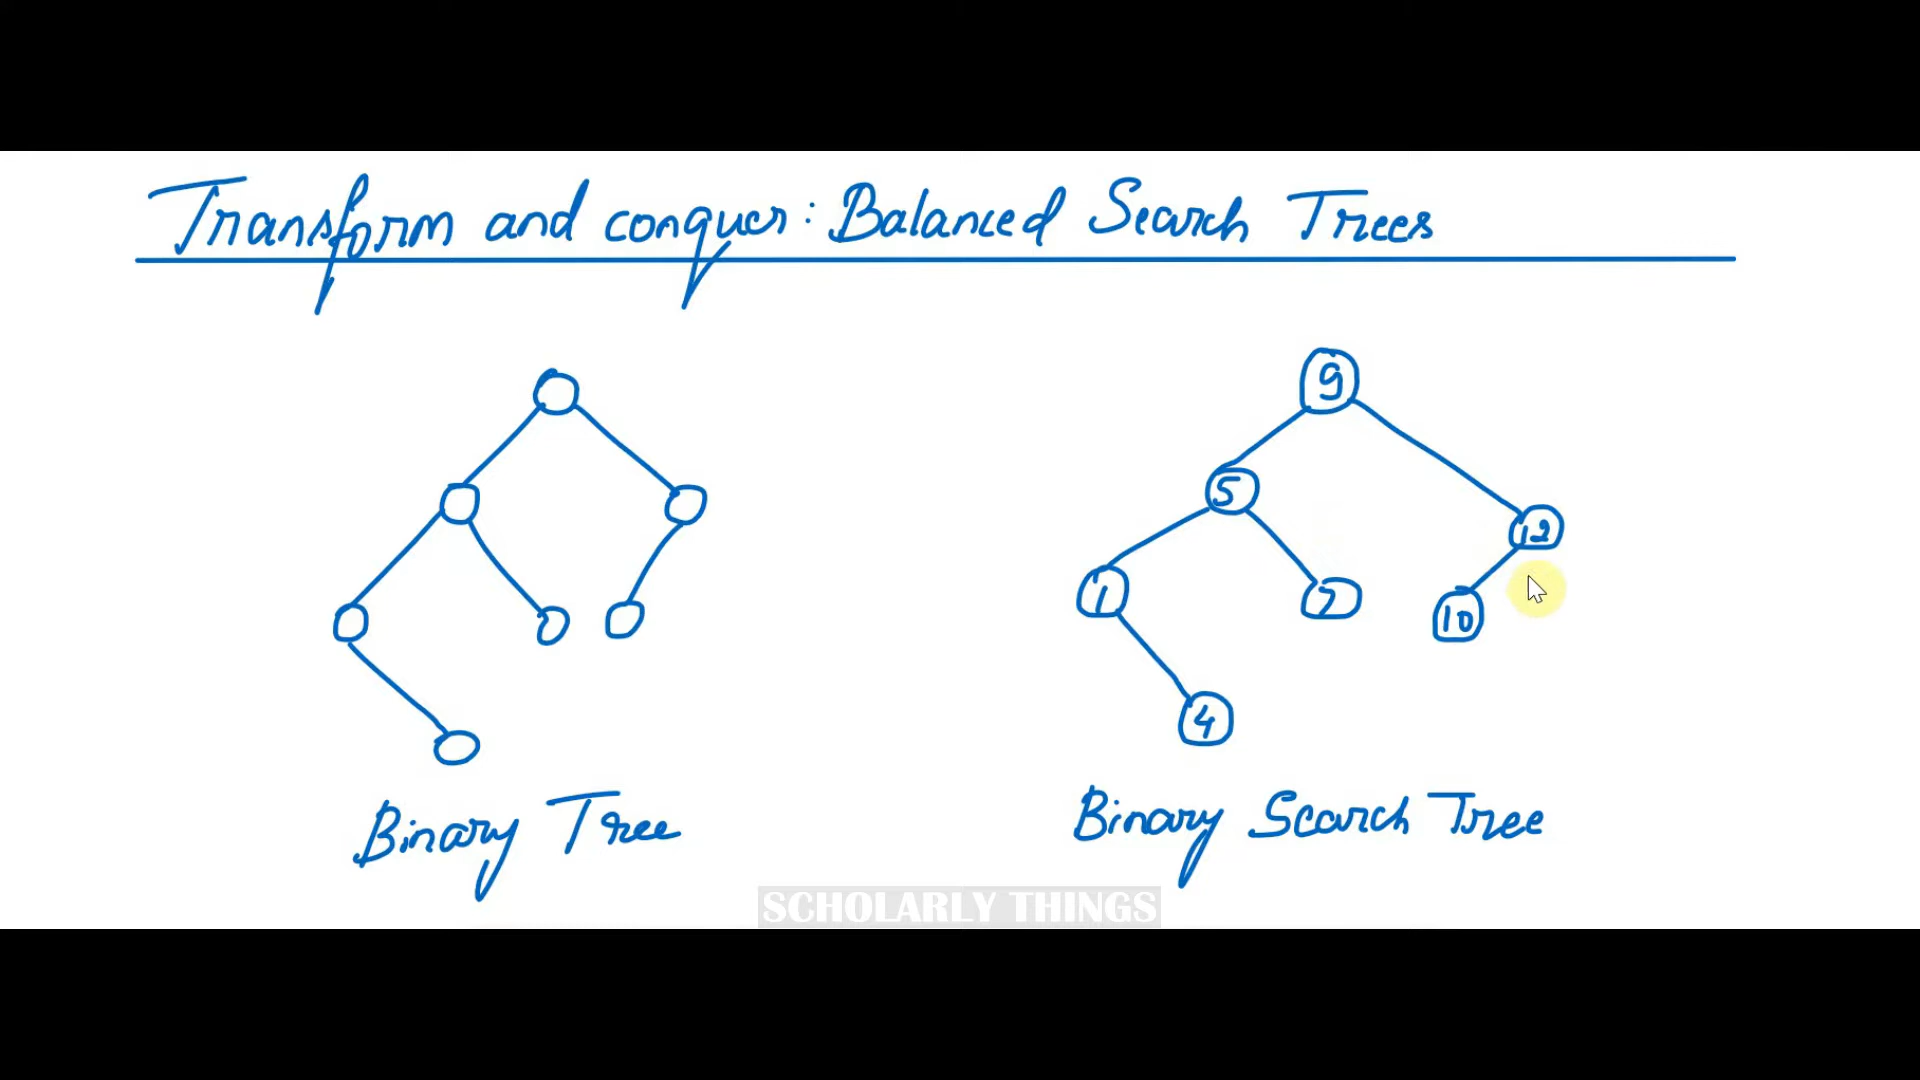 Transform and conquer: Balanced Search Trees
9
5
12
1
7
10
4
Binary Tree
Binary Search Tree
SCHOLARLY THINGS